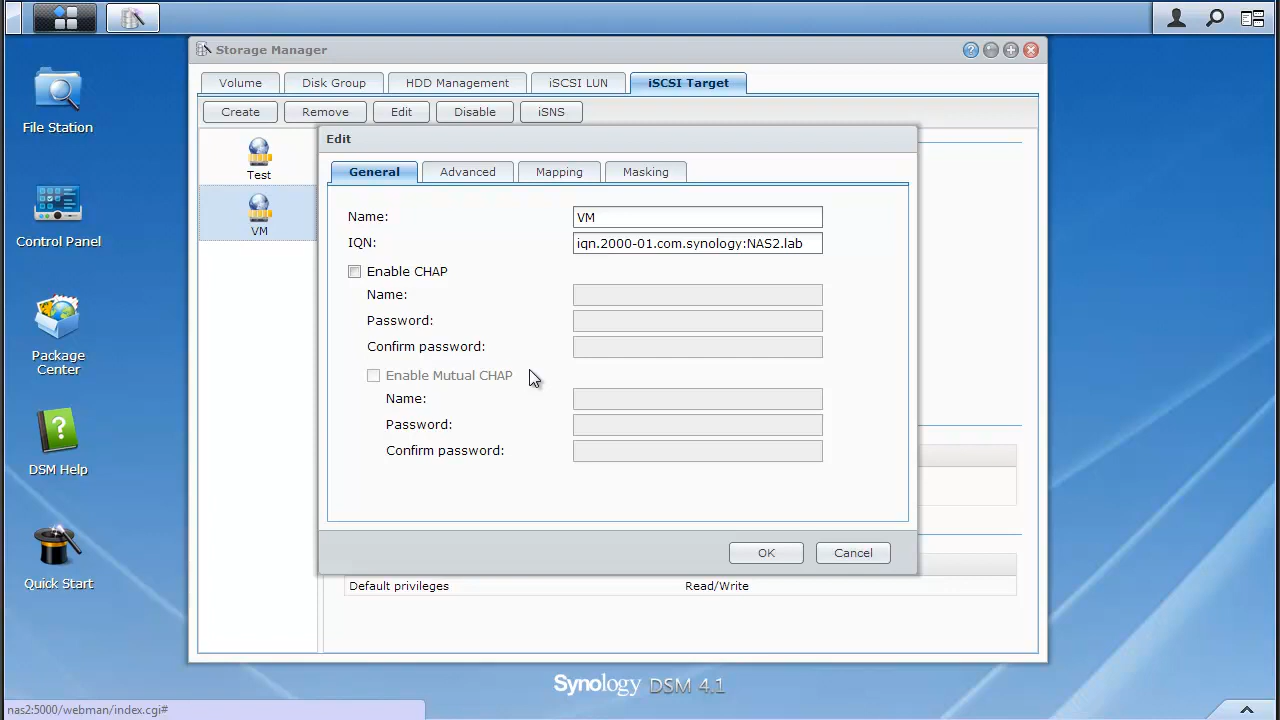 Storage Manager
Volume
Disk Group
HDD Management
iSCSI LUN
iSCSI Target
Create
Remove
Edit
Disable
iSNS
File Station
Control Panel
Package
Center
DSM Help
Quick Start
Test
VM
Edit
General
Advanced
Mapping
Masking
Name:
VM
IQN:
iqn.2000-01.com.synology:NAS2.lab
Enable CHAP
Name:
Password:
Confirm password:
Enable Mutual CHAP
Name:
Password:
Confirm password:
OK
Cancel
Default privileges
Read/Write
Synology DSM 4.1
nas2:5000/webman/index.cgi#